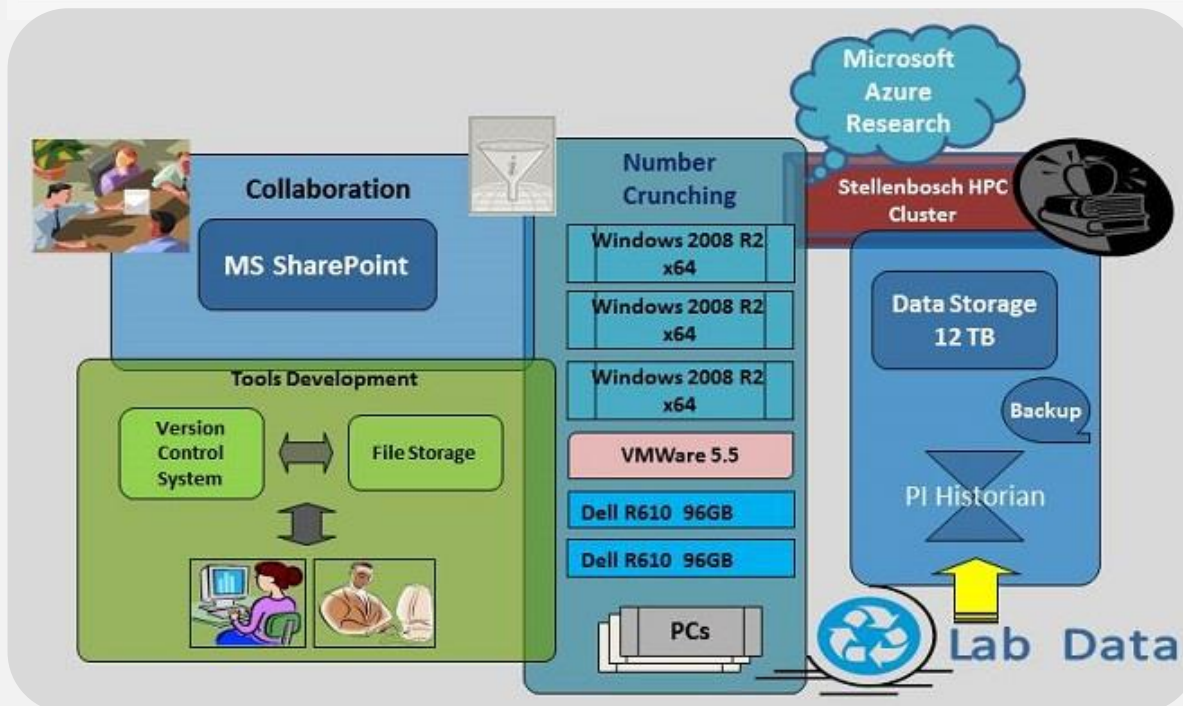 Microsoft
Azure
Research
Collaboration
MS SharePoint
Number
Crunching
Stellenbosch HPC
Cluster
Windows 2008 R2
x64
Windows 2008 R2
x64
Windows 2008 R2
x64
Data Storage
12 TB
Backup
PI Historian
Tools Development
Version
Control
System
File Storage
VMWare 5.5
Dell R610 96GB
Dell R610 96GB
PCs
Lab Data